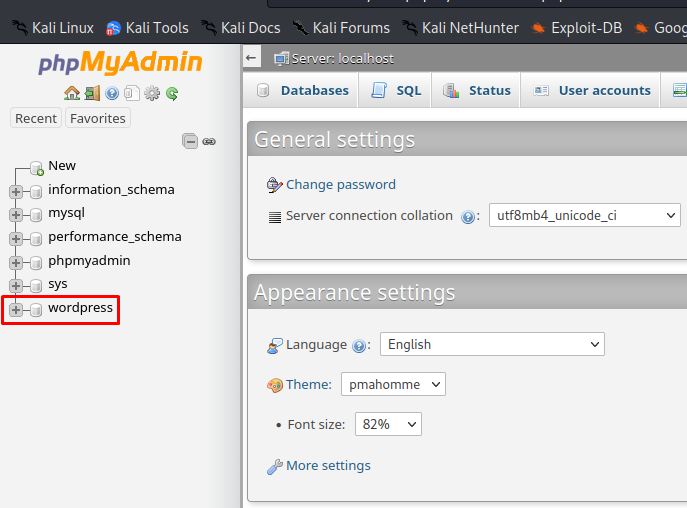 Kali Linux Kali Tools Kali Docs Kali Forums Kali NetHunter Exploit-DB Goog
phpMyAdmin
Recent Favorites
New
information_schema
mysql
performance_schema
phpmyadmin
sys
wordpress
Server: localhost
Databases SQL Status User accounts
General settings
Change password
Server connection collation : utf8mb4_unicode_ci
Appearance settings
Language : English
Theme: pmahomme
• Font size: 82%
More settings